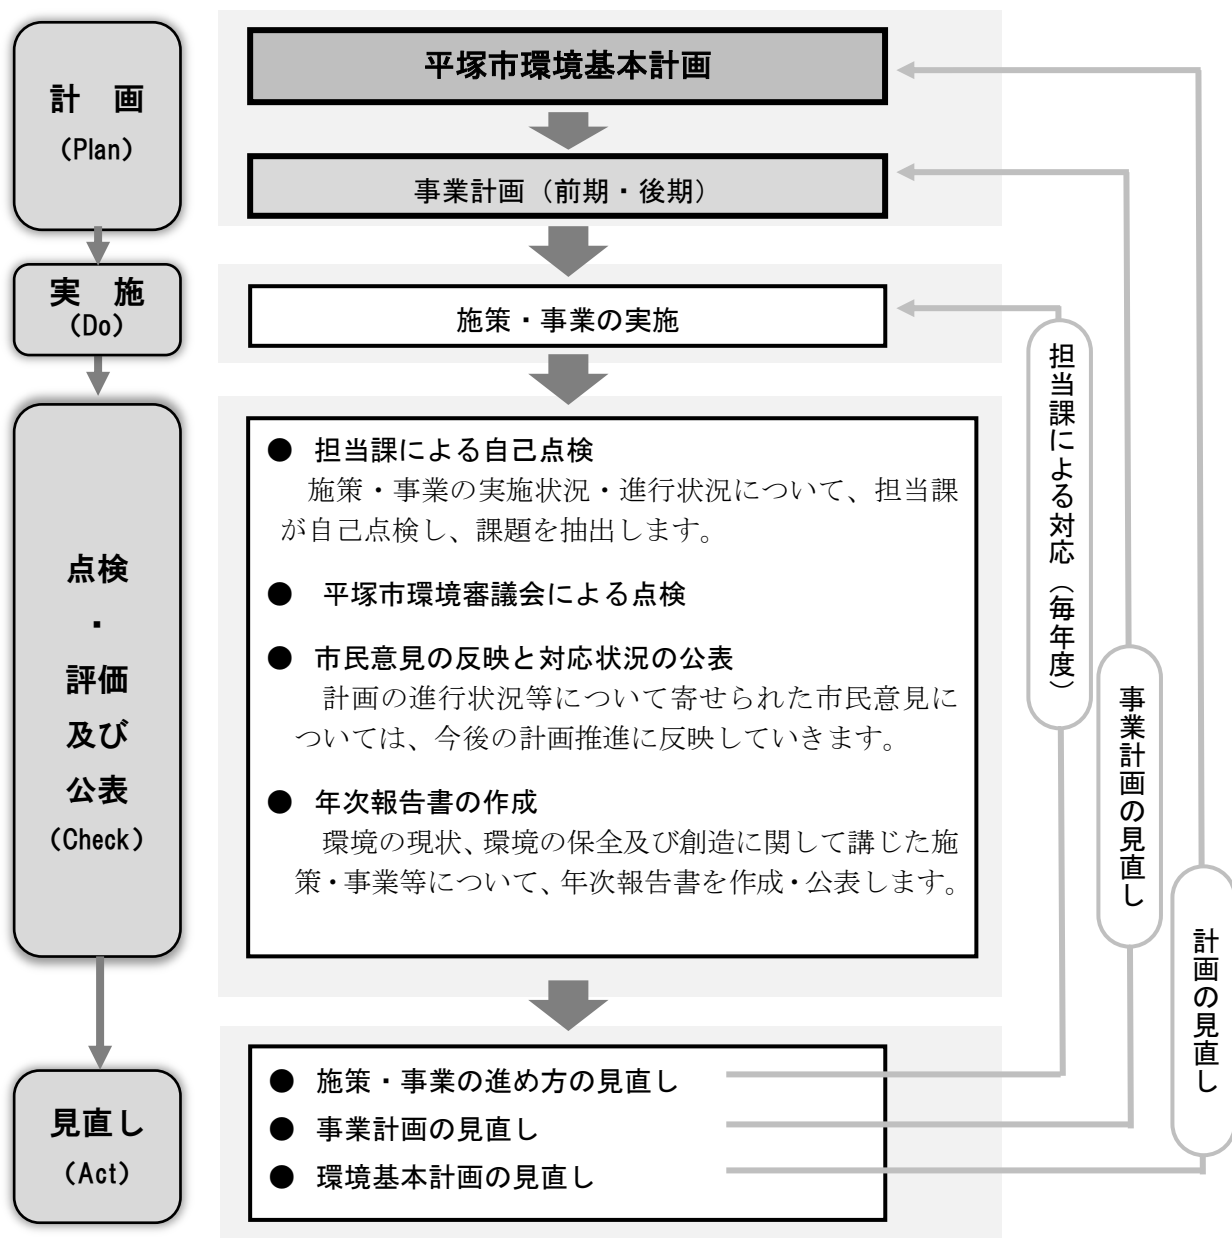 計　画
（Plan）
平塚市環境基本計画
事業計画（前期・後期）
実　施
（Do）
施策・事業の実施
点検
・
評価
及び
公表
（Check）
● 担当課による自己点検
施策・事業の実施状況・進行状況について、担当課
が自己点検し、課題を抽出します。
● 平塚市環境審議会による点検
● 市民意見の反映と対応状況の公表
計画の進行状況等について寄せられた市民意見に
ついては、今後の計画推進に反映していきます。
● 年次報告書の作成
環境の現状、環境の保全及び創造に関して講じた施
策・事業等について、年次報告書を作成・公表します。
見直し
（Act）
● 施策・事業の進め方の見直し
● 事業計画の見直し
● 環境基本計画の見直し
担当課による対応（毎年度）
事業計画の見直し
計画の見直し